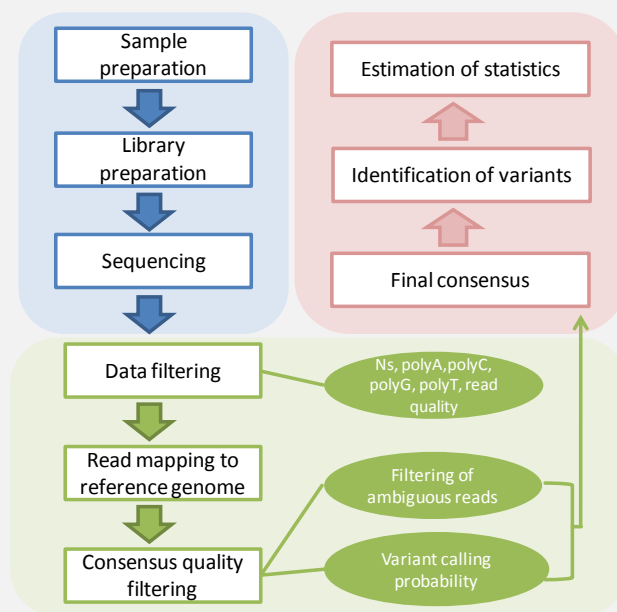 Sample
preparation
Library
preparation
Sequencing
Estimation of statistics
Identification of variants
Final consensus
Data filtering
Ns, polyA,polyC,
polyG, polyT, read
quality
Read mapping to
reference genome
Filtering of
ambiguous reads
Consensus quality
filtering
Variant calling
probability